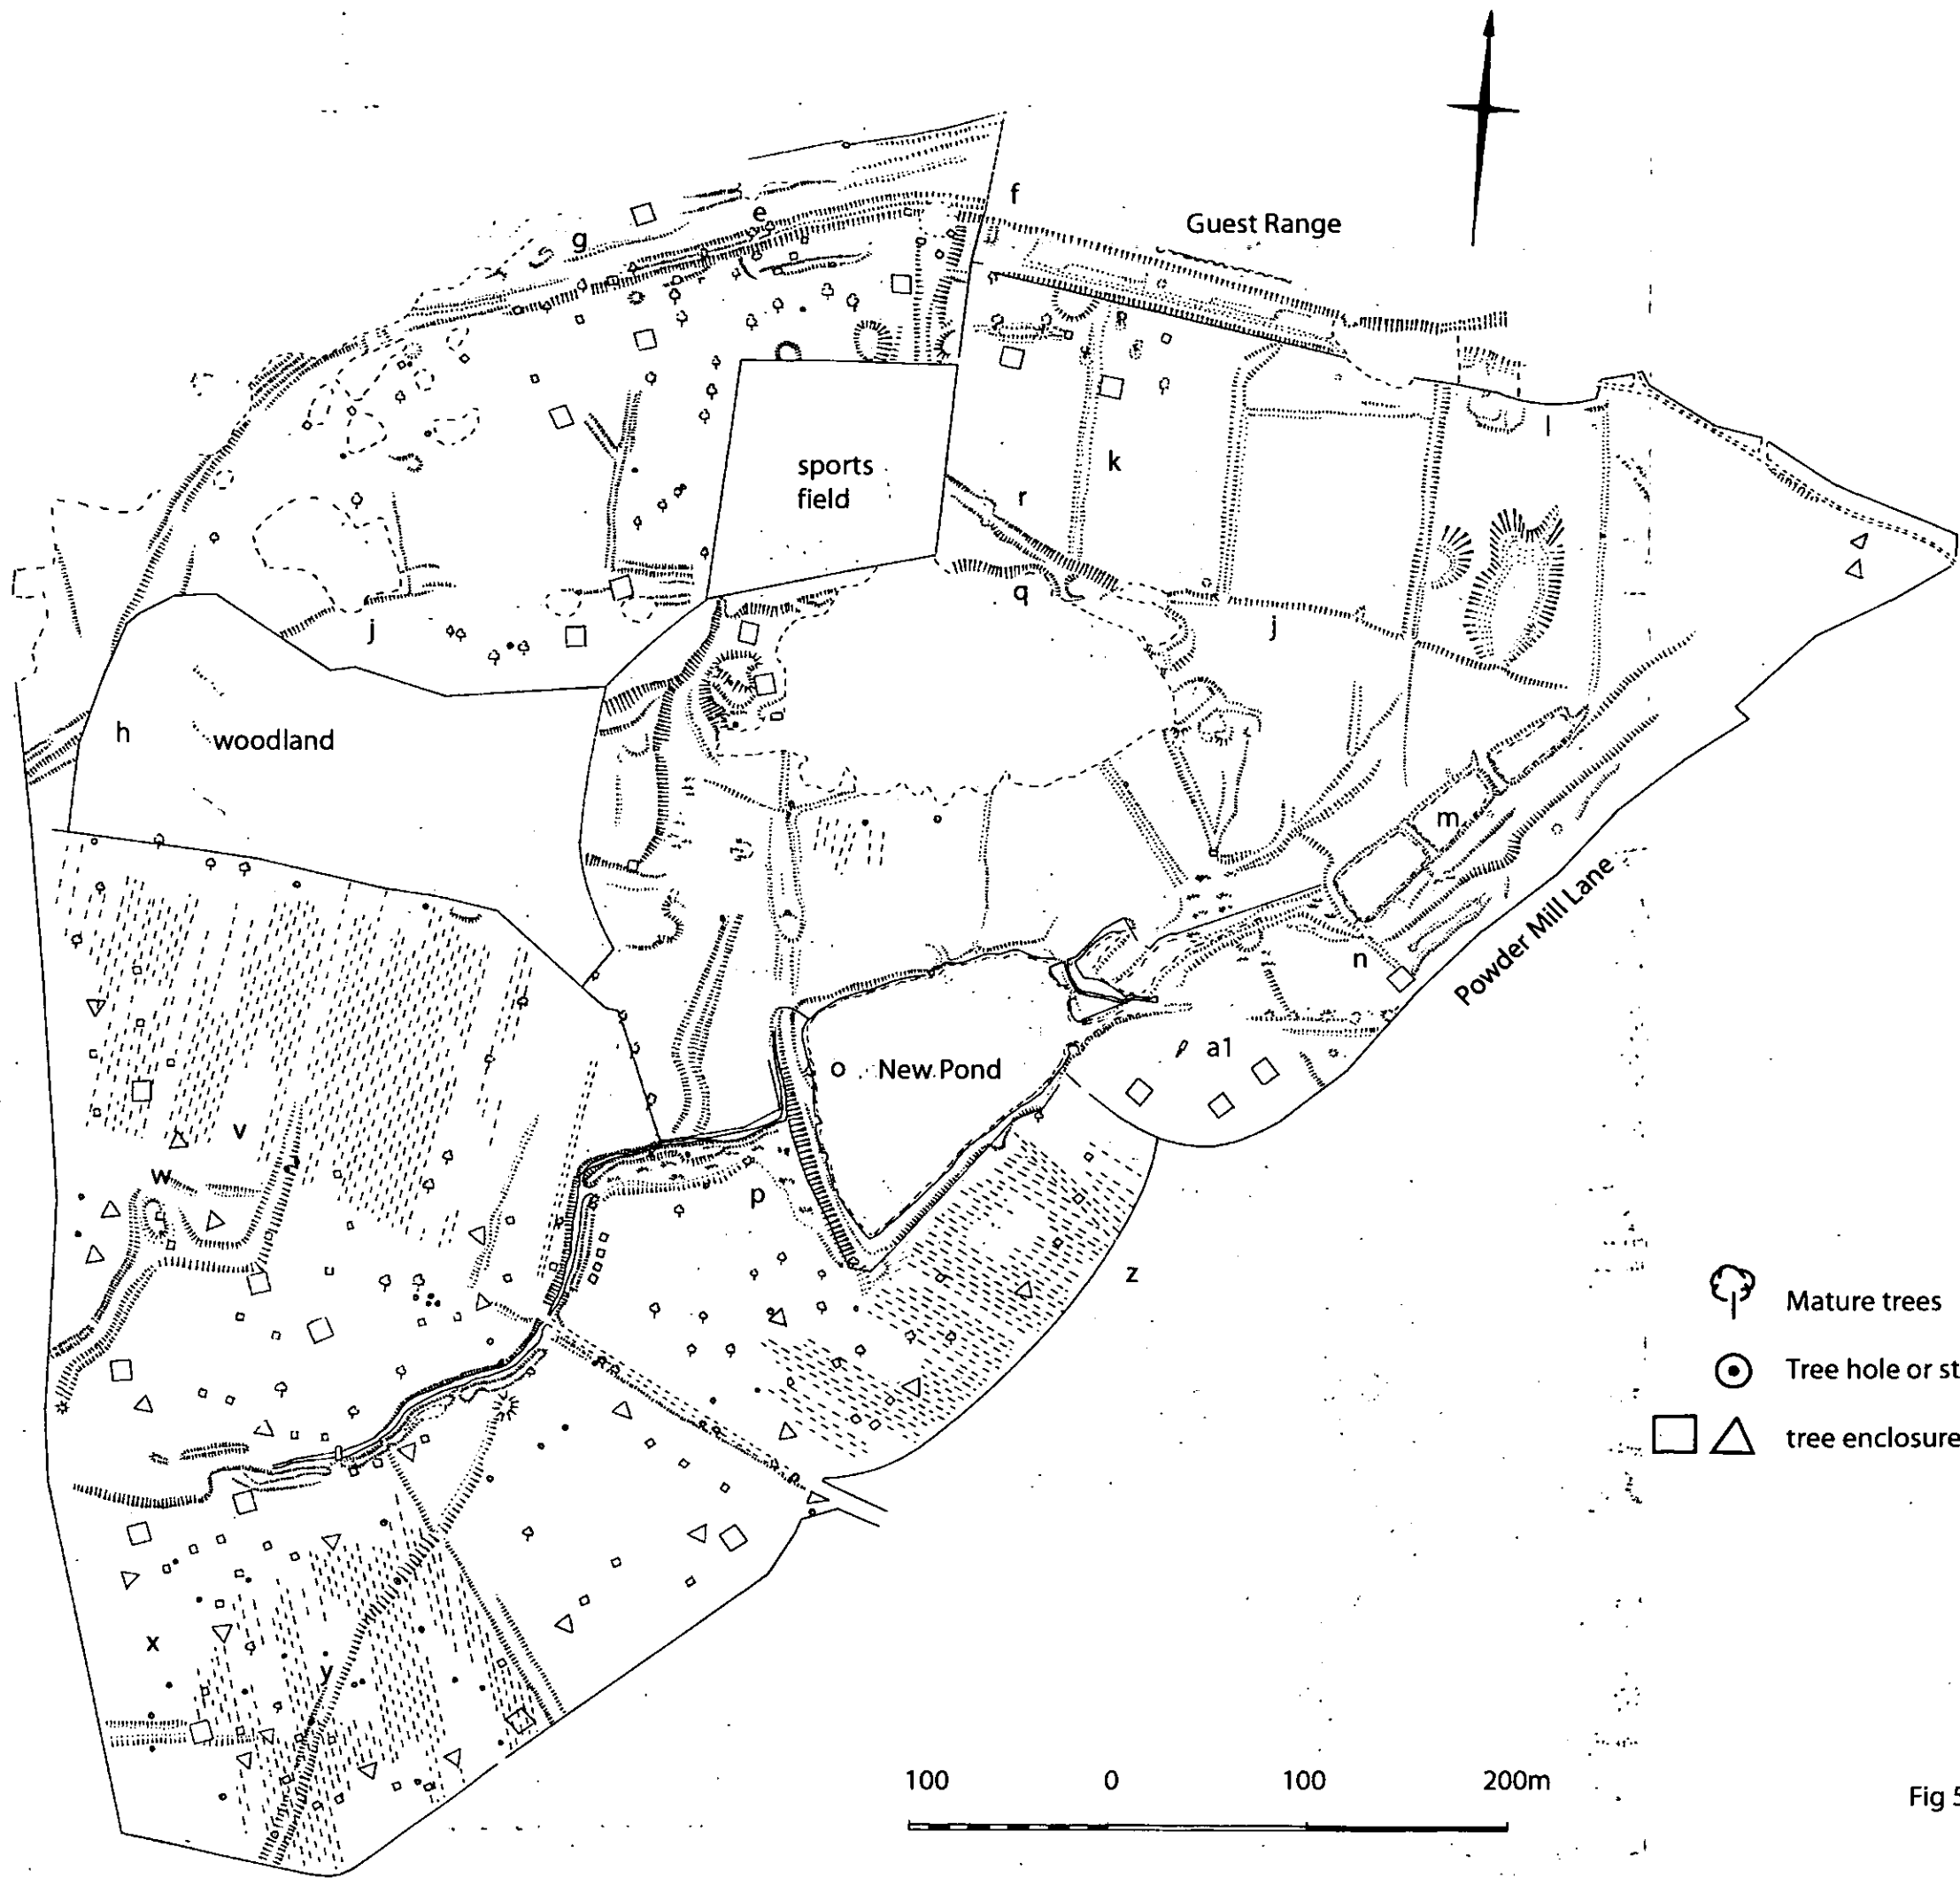 f
Guest Range
e
g
sports
field
k
l
r
q
j
j
h
woodland
m
n
Powder Mill Lane
a1
New Pond
v
w
p
z
Mature trees
Tree hole or st
tree enclosure
x
y
100 0 100 200m
Fig 5